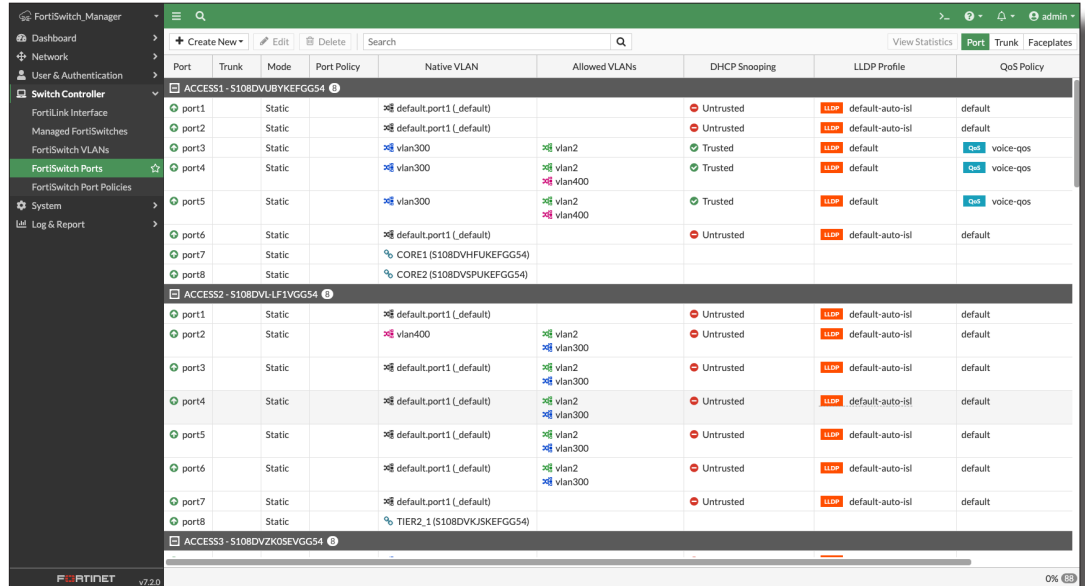 FortiSwitch_Manager
>_ ? admin
Dashboard
Network
User & Authentication
Switch Controller
FortiLink Interface
Managed FortiSwitches
FortiSwitch VLANs
FortiSwitch Ports
FortiSwitch Port Policies
System
Log & Report
FORTINET v7.2.0
+ Create New Edit Delete Search View Statistics Port Trunk Faceplates
Port Trunk Mode Port Policy Native VLAN Allowed VLANs DHCP Snooping LLDP Profile QoS Policy
ACCESS1 - S108DVUBYKEFGG54 8
port1 Static default.port1 (_default) Untrusted LLDP default-auto-isl default
port2 Static default.port1 (_default) Untrusted LLDP default-auto-isl default
port3 Static vlan300 vlan2 Trusted LLDP default QoS voice-qos
port4 Static vlan300 vlan2 Trusted LLDP default QoS voice-qos
vlan400
port5 Static vlan300 vlan2 Trusted LLDP default QoS voice-qos
vlan400
port6 Static default.port1 (_default) Untrusted LLDP default-auto-isl default
port7 Static CORE1 (S108DVHFUKEFGG54)
port8 Static CORE2 (S108DVSPUKEFGG54)
ACCESS2 - S108DVL-LF1VGG54 8
port1 Static default.port1 (_default) Untrusted LLDP default-auto-isl default
port2 Static vlan400 vlan2 Untrusted LLDP default-auto-isl default
vlan300
port3 Static default.port1 (_default) vlan2 Untrusted LLDP default-auto-isl default
vlan300
port4 Static default.port1 (_default) vlan2 Untrusted LLDP default-auto-isl default
vlan300
port5 Static default.port1 (_default) vlan2 Untrusted LLDP default-auto-isl default
vlan300
port6 Static default.port1 (_default) vlan2 Untrusted LLDP default-auto-isl default
vlan300
port7 Static default.port1 (_default) Untrusted LLDP default-auto-isl default
port8 Static TIER2_1 (S108DVKJSKEFGG54)
ACCESS3 - S108DVZK0SEVGG54 8
0% 88